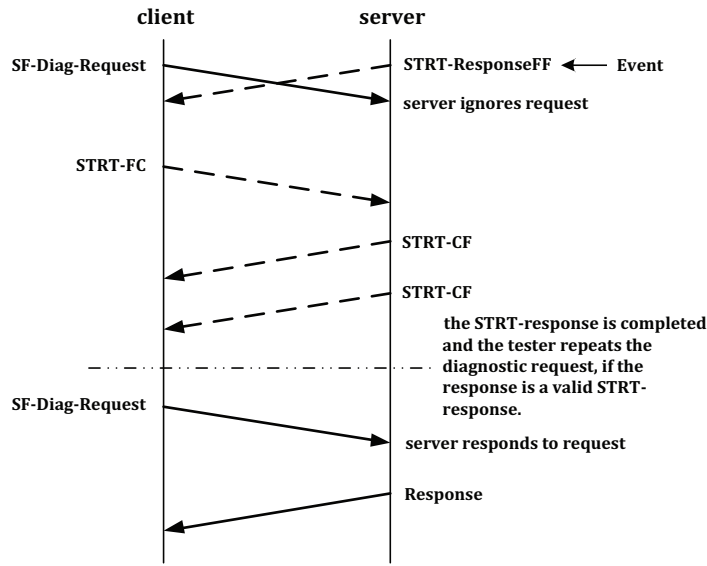 client
server
SF-Diag-Request
STRT-ResponseFF
Event
server ignores request
STRT-FC
STRT-CF
STRT-CF
the STRT-response is completed
and the tester repeats the
diagnostic request, if the
response is a valid STRT-
response.
SF-Diag-Request
server responds to request
Response